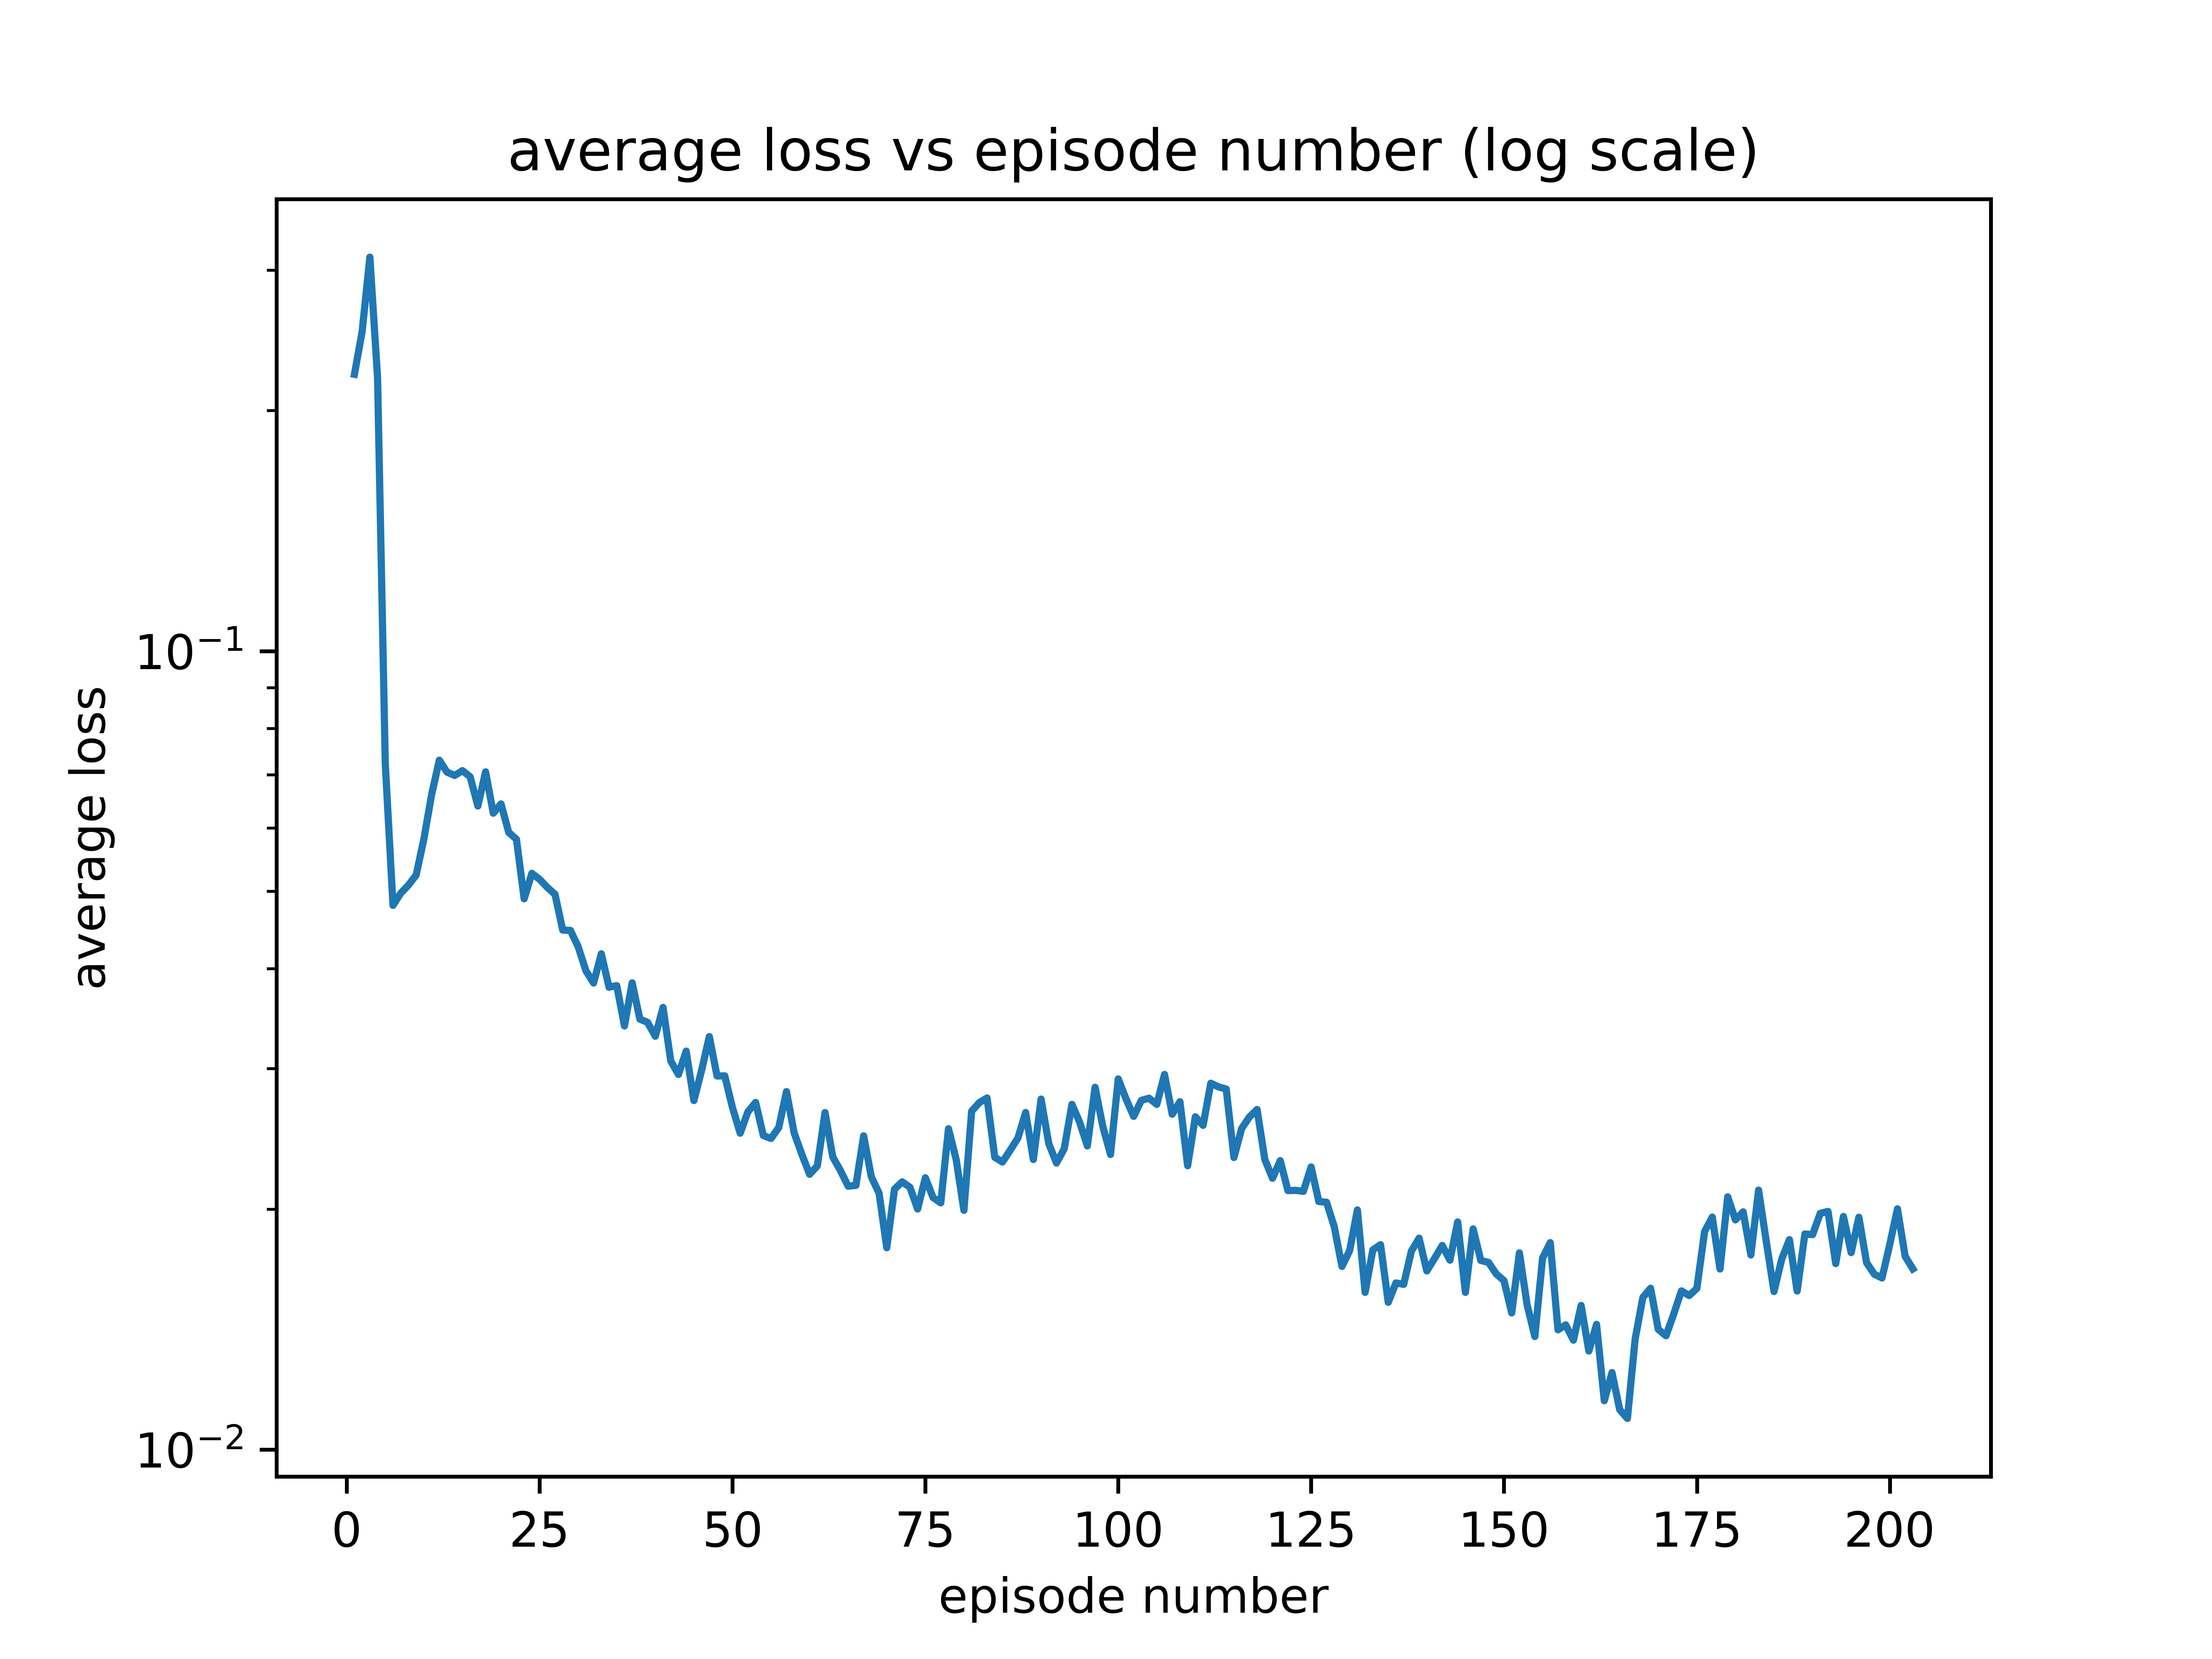 average loss vs episode number (log scale)
average loss
10⁻¹
10⁻²
0 25 50 75 100 125 150 175 200
episode number